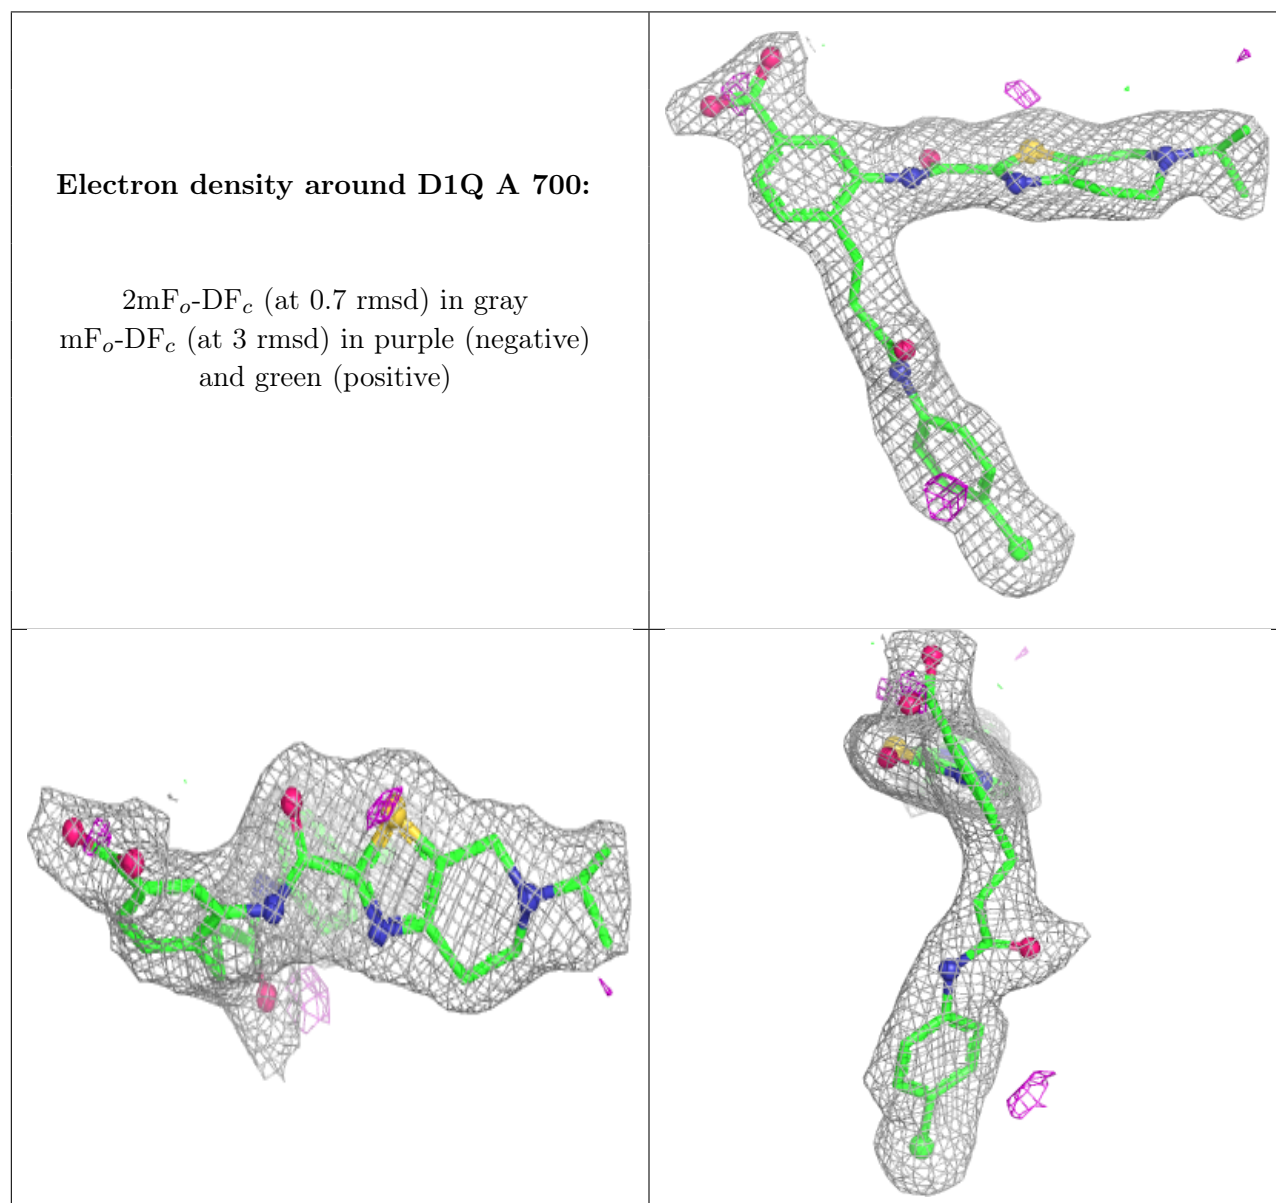 Electron density around D1Q A 700:
2mFo-DFc (at 0.7 rmsd) in gray
mFo-DFc (at 3 rmsd) in purple (negative)
and green (positive)